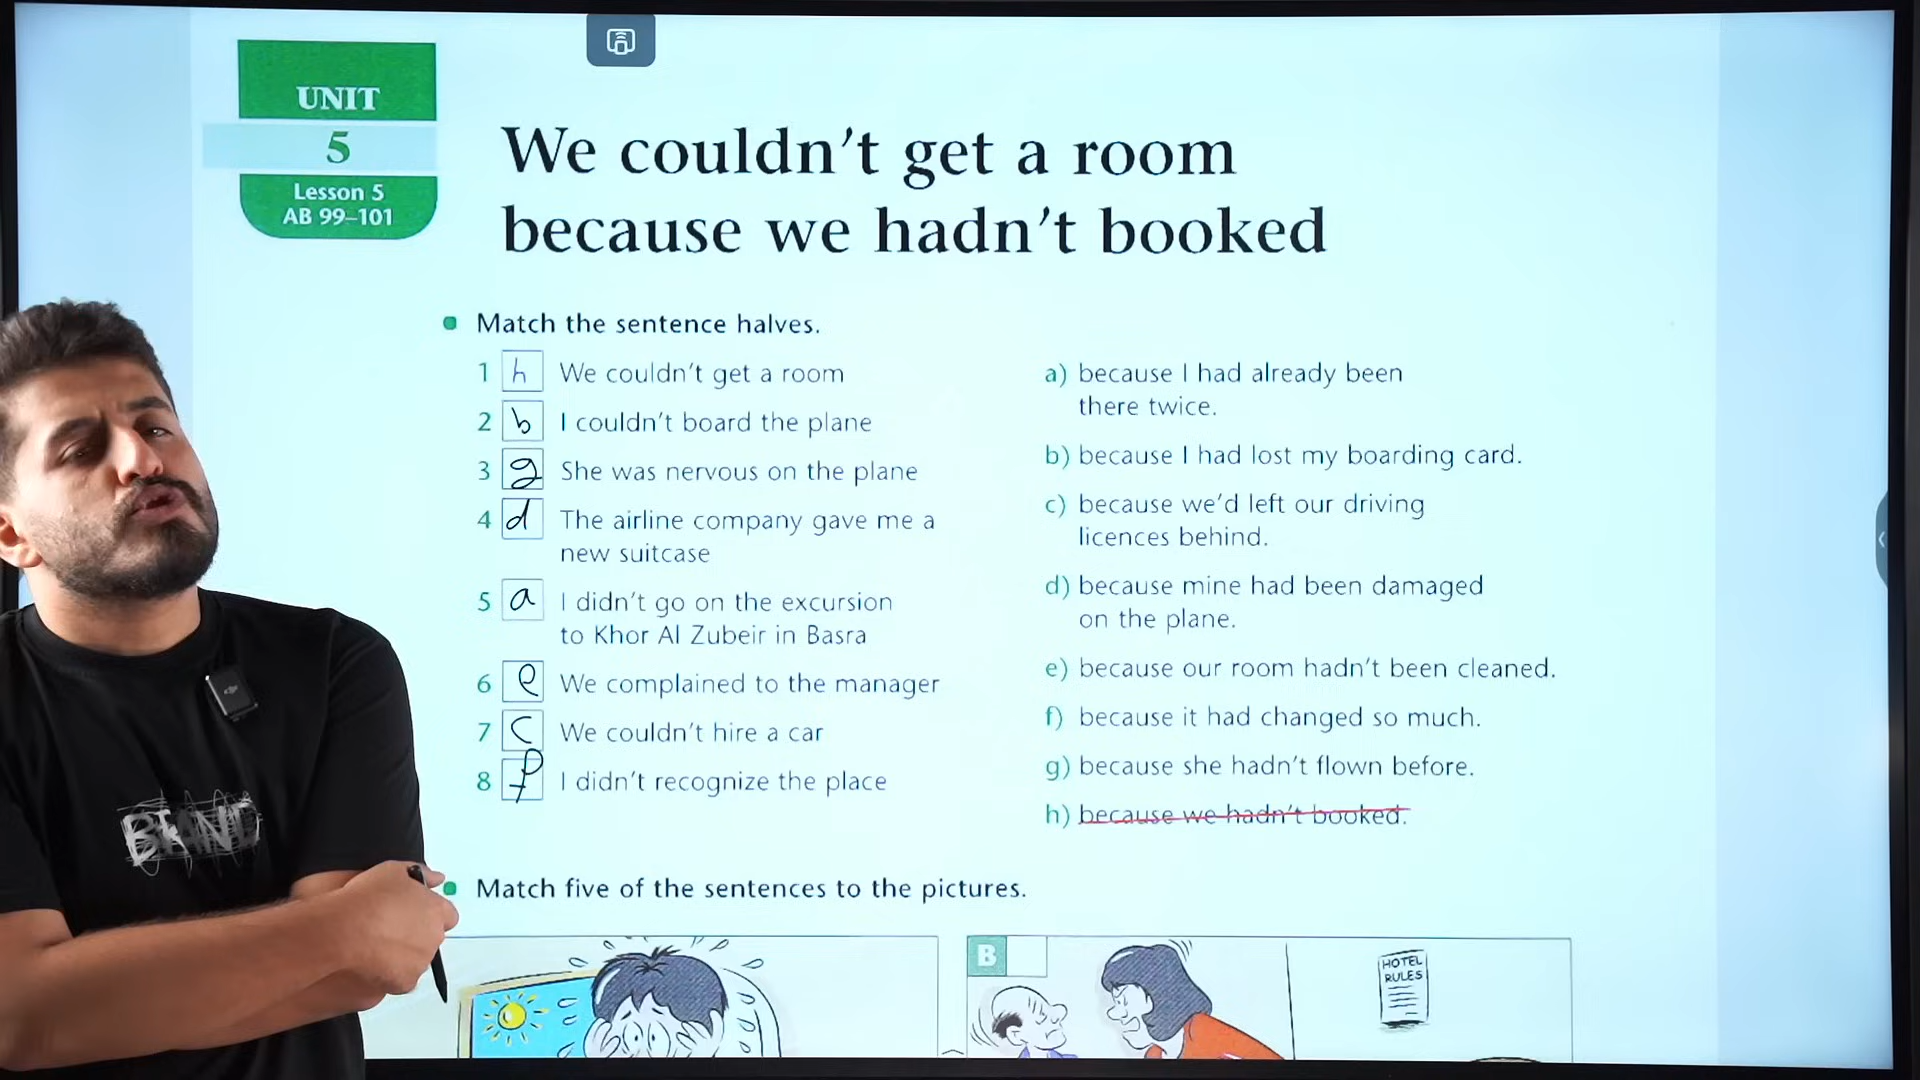 UNIT
5
Lesson 5
AB 99–101
We couldn't get a room
because we hadn't booked
Match the sentence halves.
1 h We couldn't get a room
2 b I couldn't board the plane
3 g She was nervous on the plane
4 d The airline company gave me a
new suitcase
5 a I didn't go on the excursion
to Khor Al Zubeir in Basra
6 e We complained to the manager
7 c We couldn't hire a car
8 f I didn't recognize the place
a) because I had already been
there twice.
b) because I had lost my boarding card.
c) because we'd left our driving
licences behind.
d) because mine had been damaged
on the plane.
e) because our room hadn't been cleaned.
f) because it had changed so much.
g) because she hadn't flown before.
h) because we hadn't booked.
Match five of the sentences to the pictures.
B
HOTEL
RULES